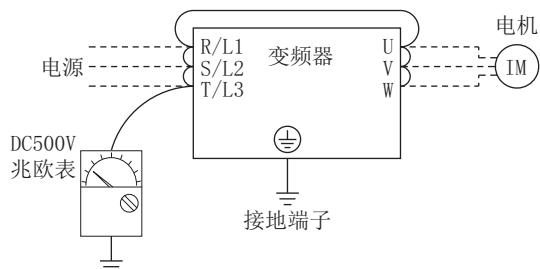 电机
R/L1
U
变频器
电源
S/L2
V
IM
T/L3
W
DC500V
兆欧表
接地端子